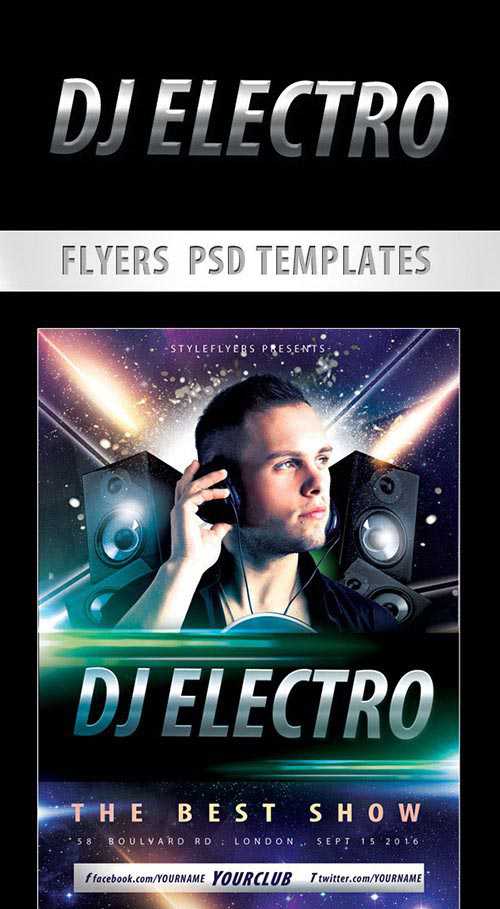 DJ ELECTRO
FLYERS PSD TEMPLATES
-STYLEFLYERS PRESENTS-
DJ ELECTRO
THE BEST SHOW
58 BOULYARD RD , LONDON , SEPT 15 2016
f facebook.com/YOURNAME YOURCLUB T twitter.com/YOURNAME